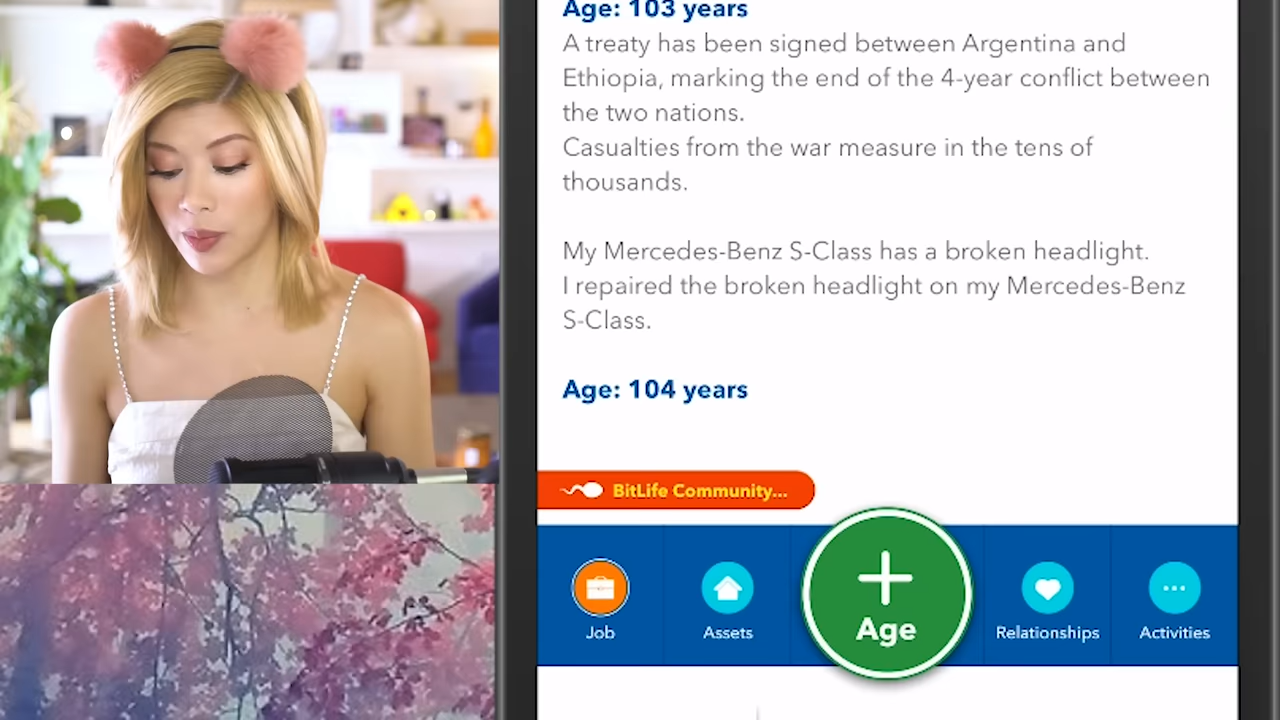 Age: 103 years
A treaty has been signed between Argentina and
Ethiopia, marking the end of the 4-year conflict between
the two nations.
Casualties from the war measure in the tens of
thousands.
My Mercedes-Benz S-Class has a broken headlight.
I repaired the broken headlight on my Mercedes-Benz
S-Class.
Age: 104 years
BitLife Community...
Job
Assets
Age
Relationships
Activities